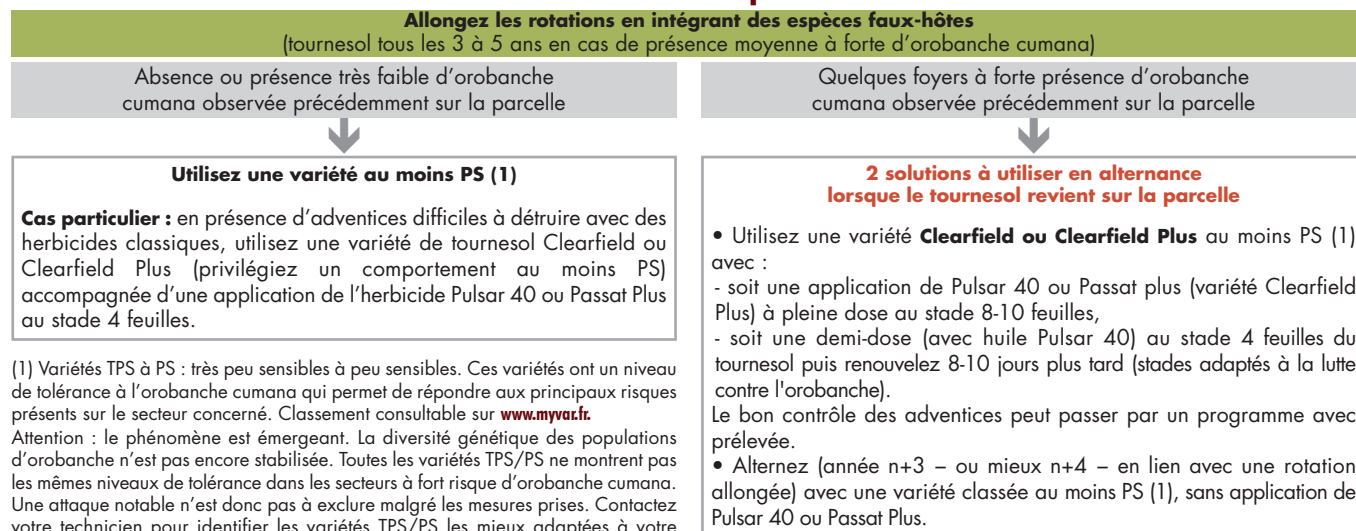 Allongez les rotations en intégrant des espèces faux-hôtes
(tournesol tous les 3 à 5 ans en cas de présence moyenne à forte d'orobanche cumana)
Absence ou présence très faible d'orobanche
cumana observée précédemment sur la parcelle
Utilisez une variété au moins PS (1)
Cas particulier : en présence d'adventices difficiles à détruire avec des
herbicides classiques, utilisez une variété de tournesol Clearfield ou
Clearfield Plus (privilégiez un comportement au moins PS)
accompagnée d'une application de l'herbicide Pulsar 40 ou Passat Plus
au stade 4 feuilles.
(1) Variétés TPS à PS : très peu sensibles à peu sensibles. Ces variétés ont un niveau
de tolérance à l'orobanche cumana qui permet de répondre aux principaux risques
présents sur le secteur concerné. Classement consultable sur www.myvar.fr.
Attention : le phénomène est émergeant. La diversité génétique des populations
d'orobanche n'est pas encore stabilisée. Toutes les variétés TPS/PS ne montrent pas
les mêmes niveaux de tolérance dans les secteurs à fort risque d'orobanche cumana.
Une attaque notable n'est donc pas à exclure malgré les mesures prises. Contactez
votre technicien pour identifier les variétés TPS/PS les mieux adaptées à votre
Quelques foyers à forte présence d'orobanche
cumana observée précédemment sur la parcelle
2 solutions à utiliser en alternance
lorsque le tournesol revient sur la parcelle
• Utilisez une variété Clearfield ou Clearfield Plus au moins PS (1)
avec :
- soit une application de Pulsar 40 ou Passat plus (variété Clearfield
Plus) à pleine dose au stade 8-10 feuilles,
- soit une demi-dose (avec huile Pulsar 40) au stade 4 feuilles du
tournesol puis renouvelez 8-10 jours plus tard (stades adaptés à la lutte
contre l'orobanche).
Le bon contrôle des adventices peut passer par un programme avec
prélevée.
• Alternez (année n+3 – ou mieux n+4 – en lien avec une rotation
allongée) avec une variété classée au moins PS (1), sans application de
Pulsar 40 ou Passat Plus.